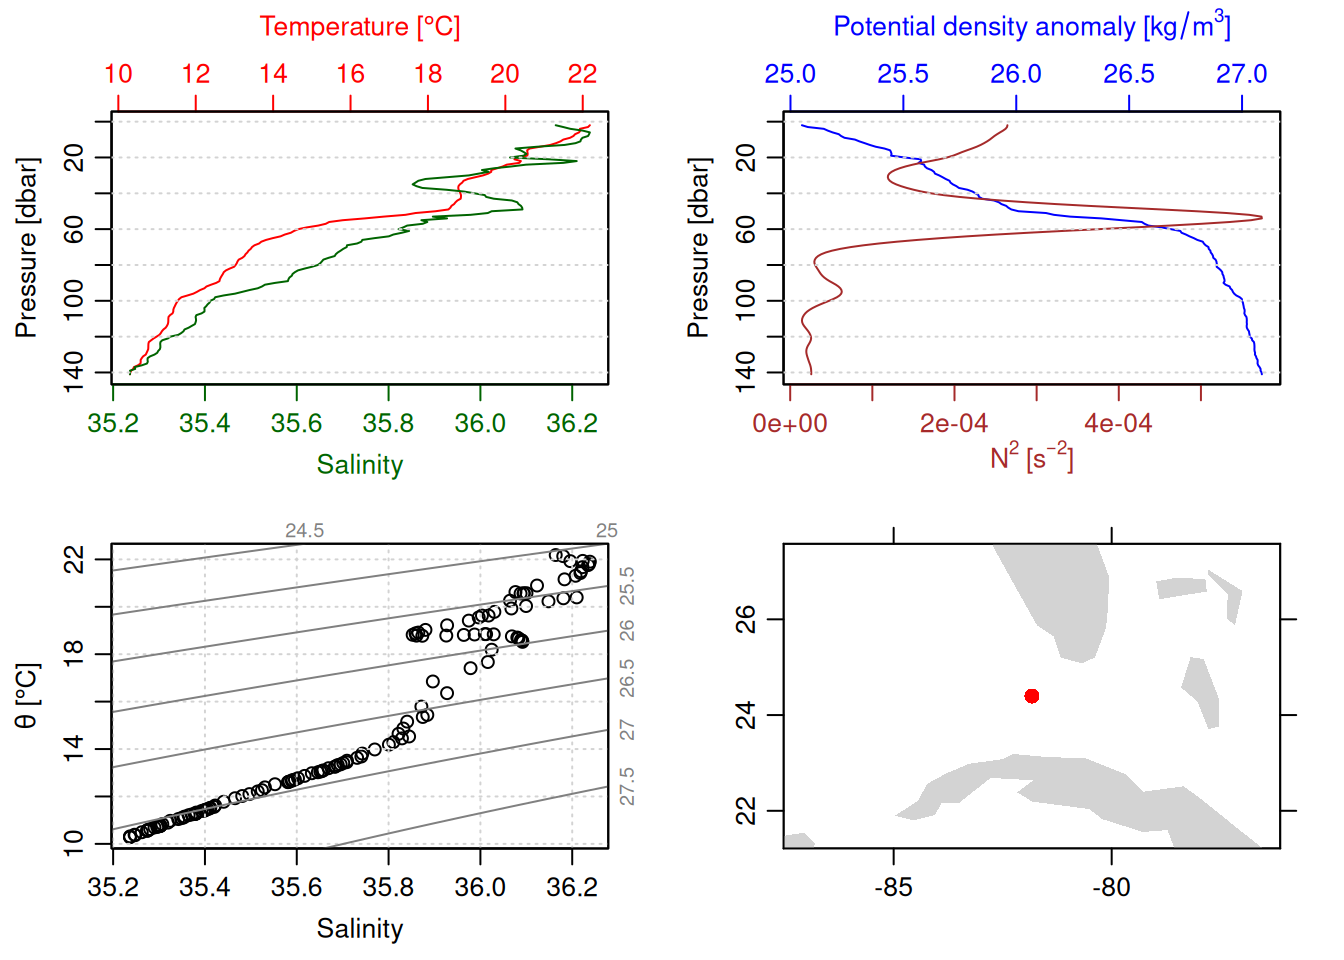 Temperature [°C]
10 12 14 16 18 20 22
Pressure [dbar]
20
60
100
140
35.2 35.4 35.6 35.8 36.0 36.2
Salinity
Potential density anomaly [kg/m³]
25.0 25.5 26.0 26.5 27.0
Pressure [dbar]
20
60
100
140
0e+00 2e-04 4e-04
N² [s⁻²]
24.5 25
22
18
14
10
θ [°C]
25.5
26
26.5
27
27.5
35.2 35.4 35.6 35.8 36.0 36.2
Salinity
26
24
22
-85 -80